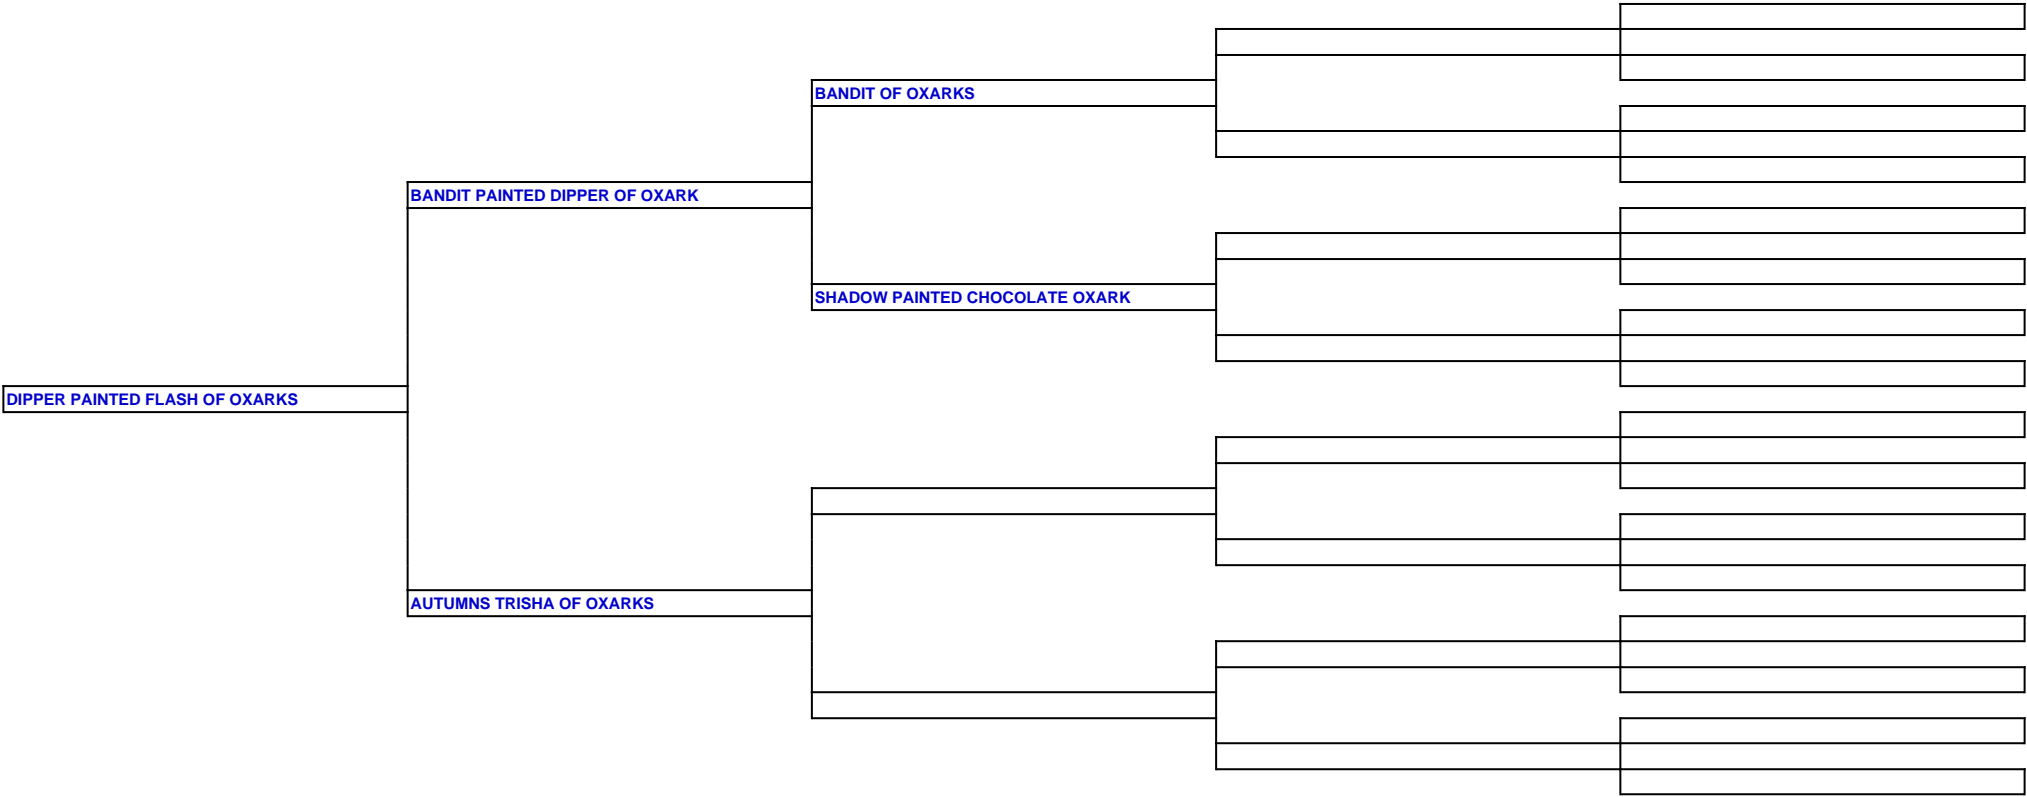 BANDIT OF OXARKS
BANDIT PAINTED DIPPER OF OXARK
SHADOW PAINTED CHOCOLATE OXARK
DIPPER PAINTED FLASH OF OXARKS
AUTUMNS TRISHA OF OXARKS